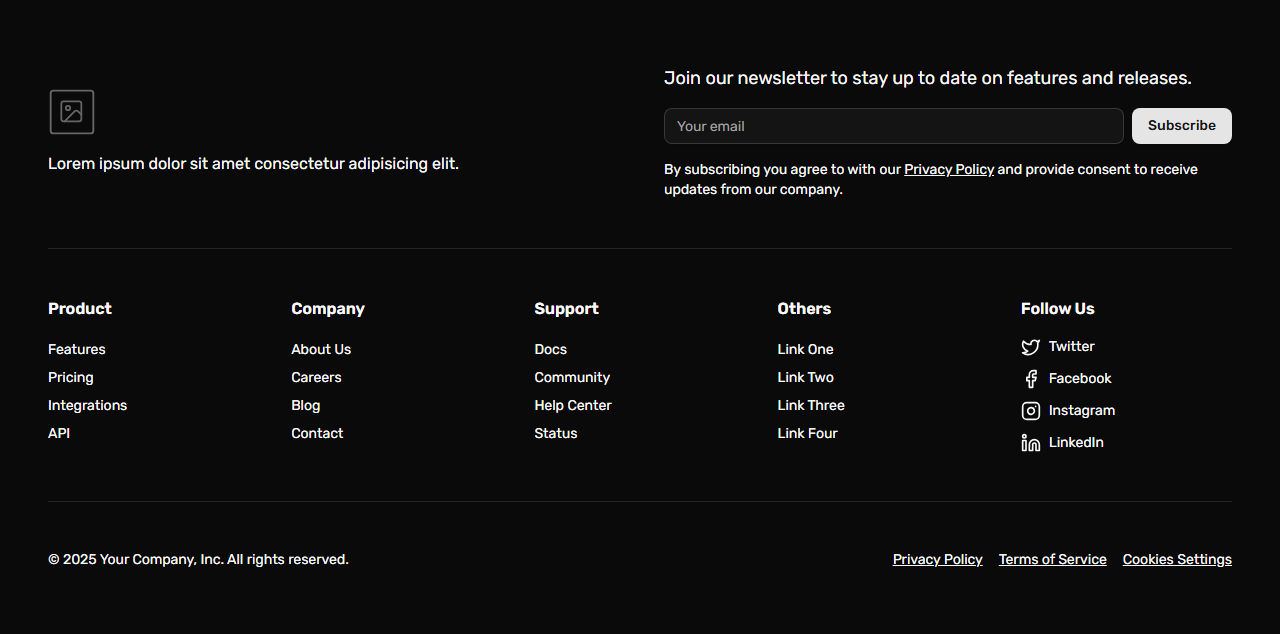 Lorem ipsum dolor sit amet consectetur adipisicing elit.
Join our newsletter to stay up to date on features and releases.
Your email
Subscribe
By subscribing you agree to with our Privacy Policy and provide consent to receive
updates from our company.
Product
Features
Pricing
Integrations
API
Company
About Us
Careers
Blog
Contact
Support
Docs
Community
Help Center
Status
Others
Link One
Link Two
Link Three
Link Four
Follow Us
Twitter
Facebook
Instagram
LinkedIn
© 2025 Your Company, Inc. All rights reserved.
Privacy Policy
Terms of Service
Cookies Settings